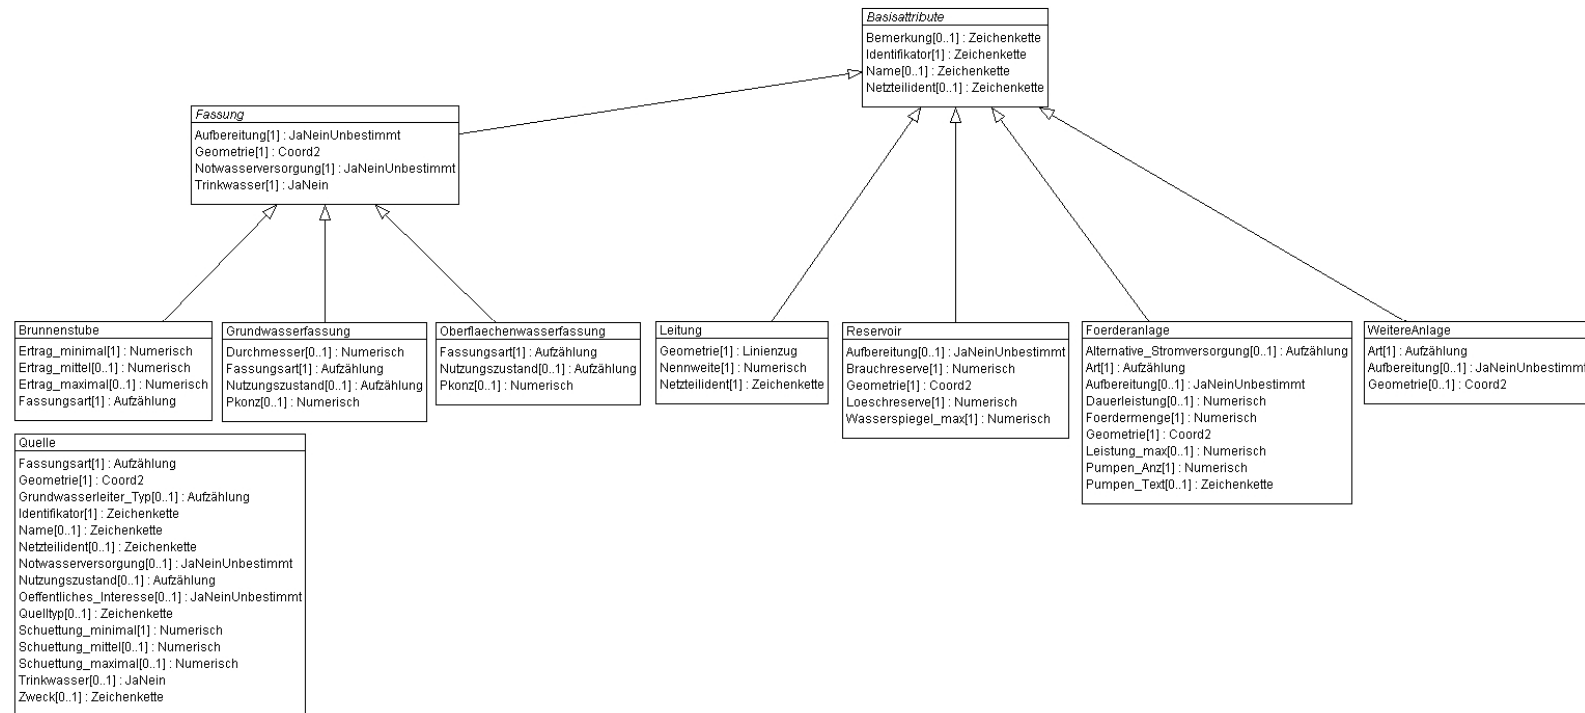 Basisattribute
Bemerkung[0..1] : Zeichenkette
Identifikator[1] : Zeichenkette
Name[0..1] : Zeichenkette
Netzteilident[0..1] : Zeichenkette
Fassung
Aufbereitung[1] : JaNeinUnbestimmt
Geometrie[1] : Coord2
Notwasserversorgung[1] : JaNeinUnbestimmt
Trinkwasser[1] : JaNein
Brunnenstube
Ertrag_minimal[1] : Numerisch
Ertrag_mittel[0..1] : Numerisch
Ertrag_maximal[0..1] : Numerisch
Fassungsart[1] : Aufzählung
Grundwasserfassung
Durchmesser[0..1] : Numerisch
Fassungsart[1] : Aufzählung
Nutzungszustand[0..1] : Aufzählung
Pkonz[0..1] : Numerisch
Oberflaechenwasserfassung
Fassungsart[1] : Aufzählung
Nutzungszustand[0..1] : Aufzählung
Pkonz[0..1] : Numerisch
Leitung
Geometrie[1] : Linienzug
Nennweite[1] : Numerisch
Netzteilident[1] : Zeichenkette
Reservoir
Aufbereitung[0..1] : JaNeinUnbestimmt
Brauchreserve[1] : Numerisch
Geometrie[1] : Coord2
Loeschreserve[1] : Numerisch
Wasserspiegel_max[1] : Numerisch
Foerderanlage
Alternative_Stromversorgung[0..1] : Aufzählung
Art[1] : Aufzählung
Aufbereitung[0..1] : JaNeinUnbestimmt
Dauerleistung[0..1] : Numerisch
Foerdermenge[1] : Numerisch
Geometrie[1] : Coord2
Leistung_max[0..1] : Numerisch
Pumpen_Anz[1] : Numerisch
Pumpen_Text[0..1] : Zeichenkette
WeitereAnlage
Art[1] : Aufzählung
Aufbereitung[0..1] : JaNeinUnbestimmt
Geometrie[0..1] : Coord2
Quelle
Fassungsart[1] : Aufzählung
Geometrie[1] : Coord2
Grundwasserleiter_Typ[0..1] : Aufzählung
Identifikator[1] : Zeichenkette
Name[0..1] : Zeichenkette
Netzteilident[0..1] : Zeichenkette
Notwasserversorgung[0..1] : JaNeinUnbestimmt
Nutzungszustand[0..1] : Aufzählung
Oeffentliches_Interesse[0..1] : JaNeinUnbestimmt
Quelltyp[0..1] : Zeichenkette
Schuettung_minimal[1] : Numerisch
Schuettung_mittel[0..1] : Numerisch
Schuettung_maximal[0..1] : Numerisch
Trinkwasser[0..1] : JaNein
Zweck[0..1] : Zeichenkette